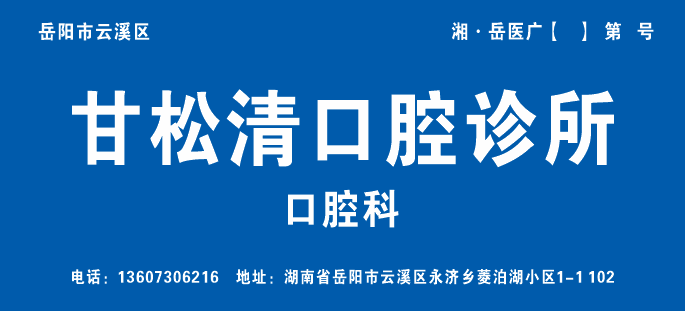 岳阳市云溪区 湘·岳医广【 】第 号
甘松清口腔诊所
口腔科
电话：13607306216 地址：湖南省岳阳市云溪区永济乡菱泊湖小区1-1 102